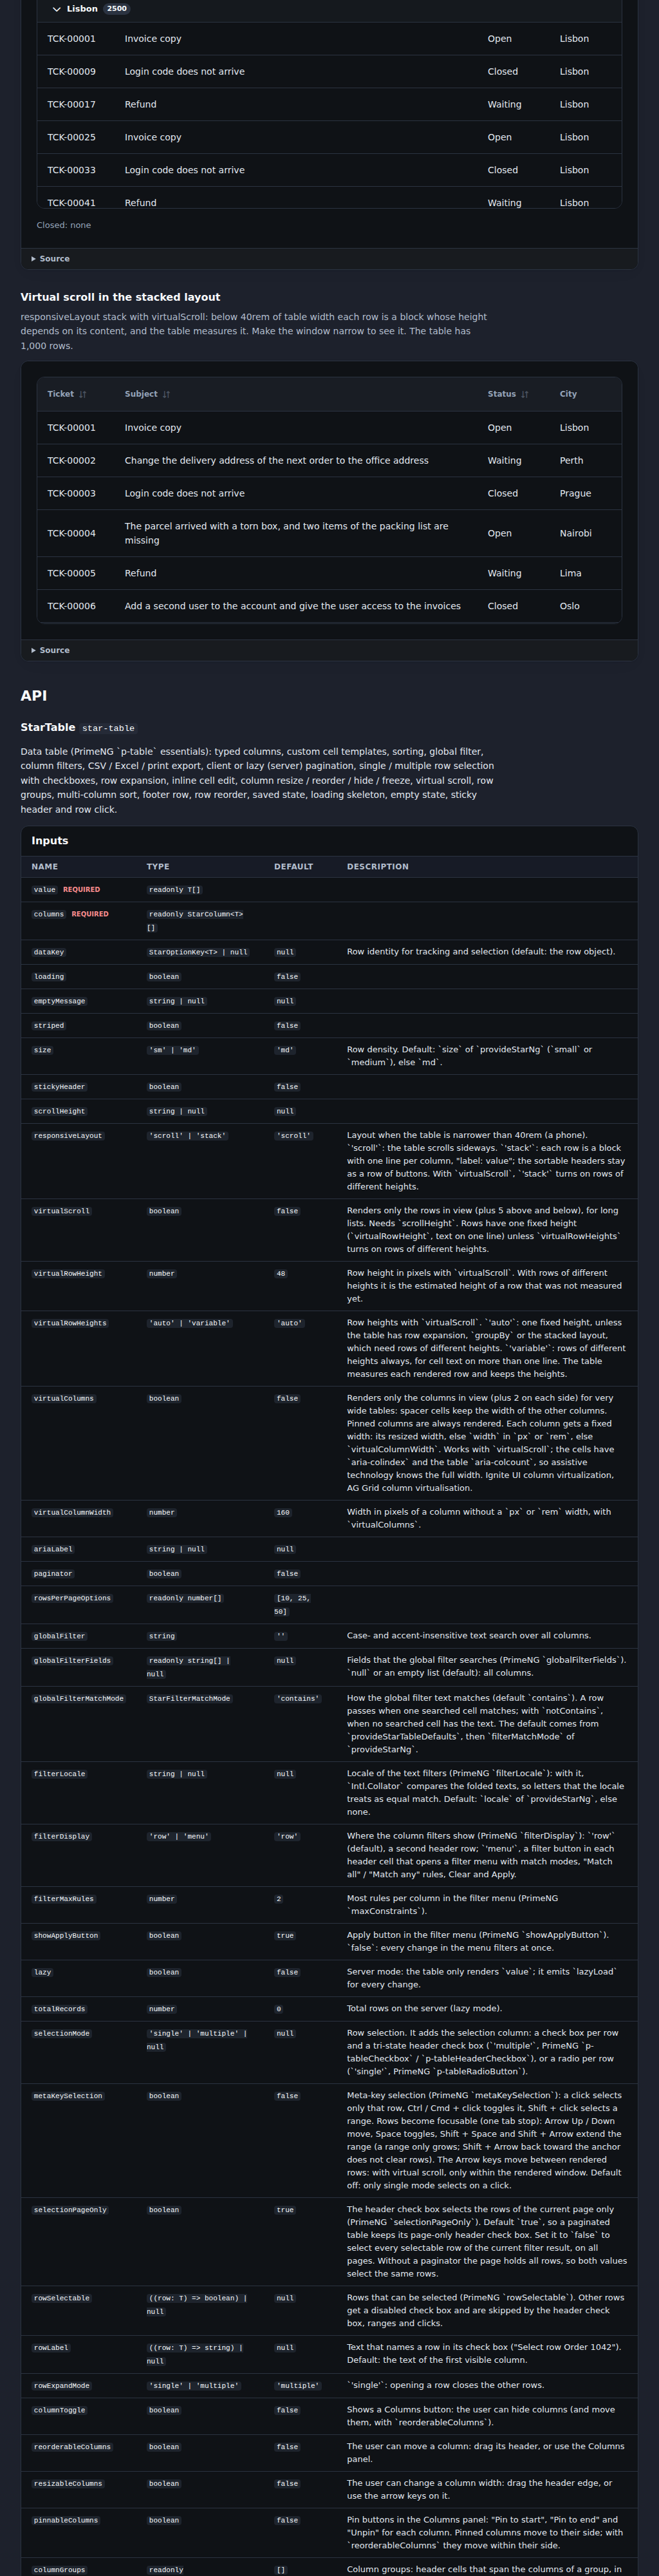 Lisbon 2500
TCK-00001 Invoice copy Open Lisbon
TCK-00009 Login code does not arrive Closed Lisbon
TCK-00017 Refund Waiting Lisbon
TCK-00025 Invoice copy Open Lisbon
TCK-00033 Login code does not arrive Closed Lisbon
TCK-00041 Refund Waiting Lisbon
Closed: none
Source
Virtual scroll in the stacked layout
responsiveLayout stack with virtualScroll: below 40rem of table width each row is a block whose height
depends on its content, and the table measures it. Make the window narrow to see it. The table has
1,000 rows.
Ticket Subject Status City
TCK-00001 Invoice copy Open Lisbon
TCK-00002 Change the delivery address of the next order to the office address Waiting Perth
TCK-00003 Login code does not arrive Closed Prague
TCK-00004 The parcel arrived with a torn box, and two items of the packing list are Open Nairobi
missing
TCK-00005 Refund Waiting Lima
TCK-00006 Add a second user to the account and give the user access to the invoices Closed Oslo
Source
API
StarTable star-table
Data table (PrimeNG `p-table` essentials): typed columns, custom cell templates, sorting, global filter,
column filters, CSV / Excel / print export, client or lazy (server) pagination, single / multiple row selection
with checkboxes, row expansion, inline cell edit, column resize / reorder / hide / freeze, virtual scroll, row
groups, multi-column sort, footer row, row reorder, saved state, loading skeleton, empty state, sticky
header and row click.
Inputs
NAME TYPE DEFAULT DESCRIPTION
value REQUIRED readonly T[]
columns REQUIRED readonly StarColumn<T>
[]
dataKey StarOptionKey<T> | null null Row identity for tracking and selection (default: the row object).
loading boolean false
emptyMessage string | null null
striped boolean false
size 'sm' | 'md' 'md' Row density. Default: `size` of `provideStarNg` (`small` or
`medium`), else `md`.
stickyHeader boolean false
scrollHeight string | null null
responsiveLayout 'scroll' | 'stack' 'scroll' Layout when the table is narrower than 40rem (a phone).
`'scroll'`: the table scrolls sideways. `'stack'`: each row is a block
with one line per column, "label: value"; the sortable headers stay
as a row of buttons. With `virtualScroll`, `'stack'` turns on rows of
different heights.
virtualScroll boolean false Renders only the rows in view (plus 5 above and below), for long
lists. Needs `scrollHeight`. Rows have one fixed height
(`virtualRowHeight`, text on one line) unless `virtualRowHeights`
turns on rows of different heights.
virtualRowHeight number 48 Row height in pixels with `virtualScroll`. With rows of different
heights it is the estimated height of a row that was not measured
yet.
virtualRowHeights 'auto' | 'variable' 'auto' Row heights with `virtualScroll`. `'auto'`: one fixed height, unless
the table has row expansion, `groupBy` or the stacked layout,
which need rows of different heights. `'variable'`: rows of different
heights always, for cell text on more than one line. The table
measures each rendered row and keeps the heights.
virtualColumns boolean false Renders only the columns in view (plus 2 on each side) for very
wide tables: spacer cells keep the width of the other columns.
Pinned columns are always rendered. Each column gets a fixed
width: its resized width, else `width` in `px` or `rem`, else
`virtualColumnWidth`. Works with `virtualScroll`; the cells have
`aria-colindex` and the table `aria-colcount`, so assistive
technology knows the full width. Ignite UI column virtualization,
AG Grid column virtualisation.
virtualColumnWidth number 160 Width in pixels of a column without a `px` or `rem` width, with
`virtualColumns`.
ariaLabel string | null null
paginator boolean false
rowsPerPageOptions readonly number[] [10, 25,
50]
globalFilter string '' Case- and accent-insensitive text search over all columns.
globalFilterFields readonly string[] | null Fields that the global filter searches (PrimeNG `globalFilterFields`).
null `null` or an empty list (default): all columns.
globalFilterMatchMode StarFilterMatchMode 'contains' How the global filter text matches (default `contains`). A row
passes when one searched cell matches; with `notContains`,
when no searched cell has the text. The default comes from
`provideStarTableDefaults`, then `filterMatchMode` of
`provideStarNg`.
filterLocale string | null null Locale of the text filters (PrimeNG `filterLocale`): with it,
`Intl.Collator` compares the folded texts, so letters that the locale
treats as equal match. Default: `locale` of `provideStarNg`, else
none.
filterDisplay 'row' | 'menu' 'row' Where the column filters show (PrimeNG `filterDisplay`): `'row'`
(default), a second header row; `'menu'`, a filter button in each
header cell that opens a filter menu with match modes, "Match
all" / "Match any" rules, Clear and Apply.
filterMaxRules number 2 Most rules per column in the filter menu (PrimeNG
`maxConstraints`).
showApplyButton boolean true Apply button in the filter menu (PrimeNG `showApplyButton`).
`false`: every change in the menu filters at once.
lazy boolean false Server mode: the table only renders `value`; it emits `lazyLoad`
for every change.
totalRecords number 0 Total rows on the server (lazy mode).
selectionMode 'single' | 'multiple' | null Row selection. It adds the selection column: a check box per row
null and a tri-state header check box (`'multiple'`, PrimeNG `p-
tableCheckbox` / `p-tableHeaderCheckbox`), or a radio per row
(`'single'`, PrimeNG `p-tableRadioButton`).
metaKeySelection boolean false Meta-key selection (PrimeNG `metaKeySelection`): a click selects
only that row, Ctrl / Cmd + click toggles it, Shift + click selects a
range. Rows become focusable (one tab stop): Arrow Up / Down
move, Space toggles, Shift + Space and Shift + Arrow extend the
range (a range only grows; Shift + Arrow back toward the anchor
does not clear rows). The Arrow keys move between rendered
rows: with virtual scroll, only within the rendered window. Default
off: only single mode selects on a click.
selectionPageOnly boolean true The header check box selects the rows of the current page only
(PrimeNG `selectionPageOnly`). Default `true`, so a paginated
table keeps its page-only header check box. Set it to `false` to
select every selectable row of the current filter result, on all
pages. Without a paginator the page holds all rows, so both values
select the same rows.
rowSelectable ((row: T) => boolean) | null Rows that can be selected (PrimeNG `rowSelectable`). Other rows
null get a disabled check box and are skipped by the header check
box, ranges and clicks.
rowLabel ((row: T) => string) | null Text that names a row in its check box ("Select row Order 1042").
null Default: the text of the first visible column.
rowExpandMode 'single' | 'multiple' 'multiple' `'single'`: opening a row closes the other rows.
columnToggle boolean false Shows a Columns button: the user can hide columns (and move
them, with `reorderableColumns`).
reorderableColumns boolean false The user can move a column: drag its header, or use the Columns
panel.
resizableColumns boolean false The user can change a column width: drag the header edge, or
use the arrow keys on it.
pinnableColumns boolean false Pin buttons in the Columns panel: "Pin to start", "Pin to end" and
"Unpin" for each column. Pinned columns move to their side; with
`reorderableColumns` they move within their side.
columnGroups readonly [] Column groups: header cells that span the columns of a group, in